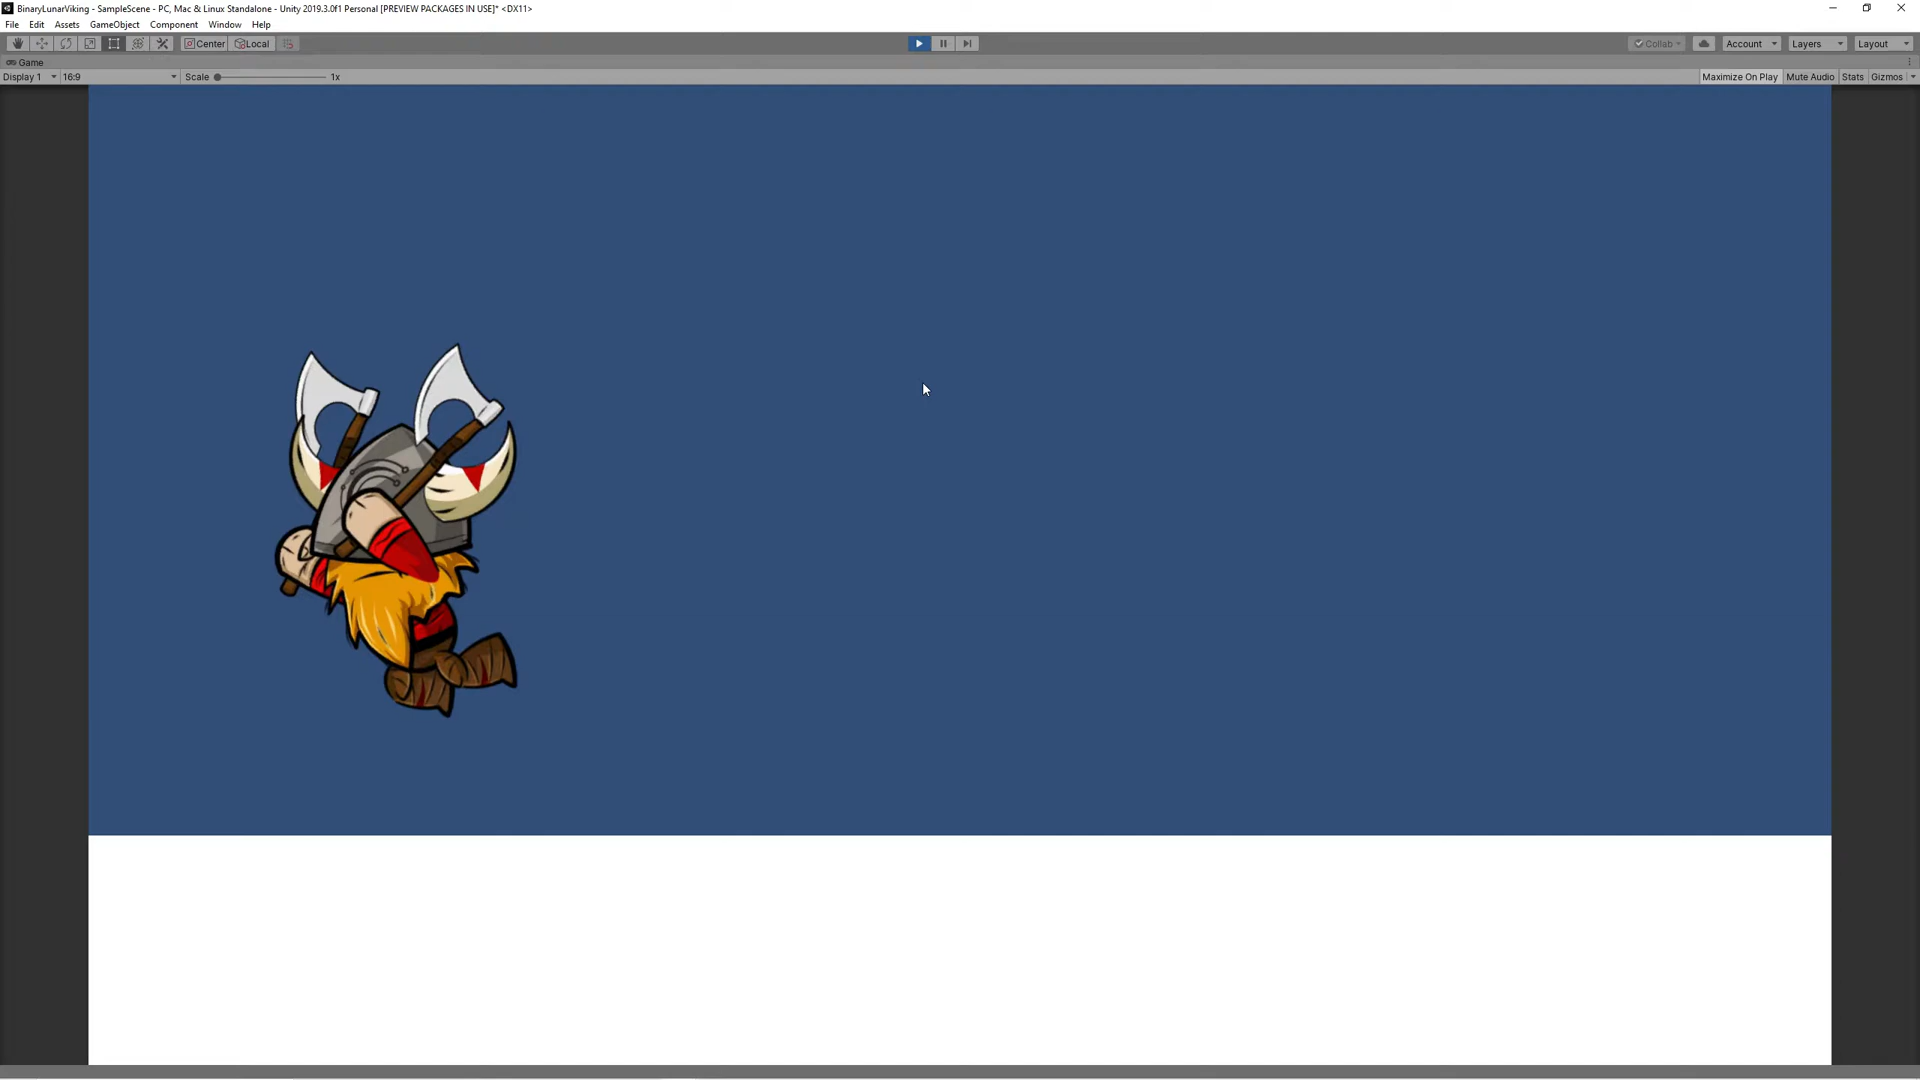 BinaryLunarViking - SampleScene - PC, Mac & Linux Standalone - Unity 2019.3.0f1 Personal [PREVIEW PACKAGES IN USE]* <DX11>
File Edit Assets GameObject Component Window Help
Center Local Collab Account Layers Layout
Game
Display 1 16:9 Scale 1x Maximize On Play Mute Audio Stats Gizmos